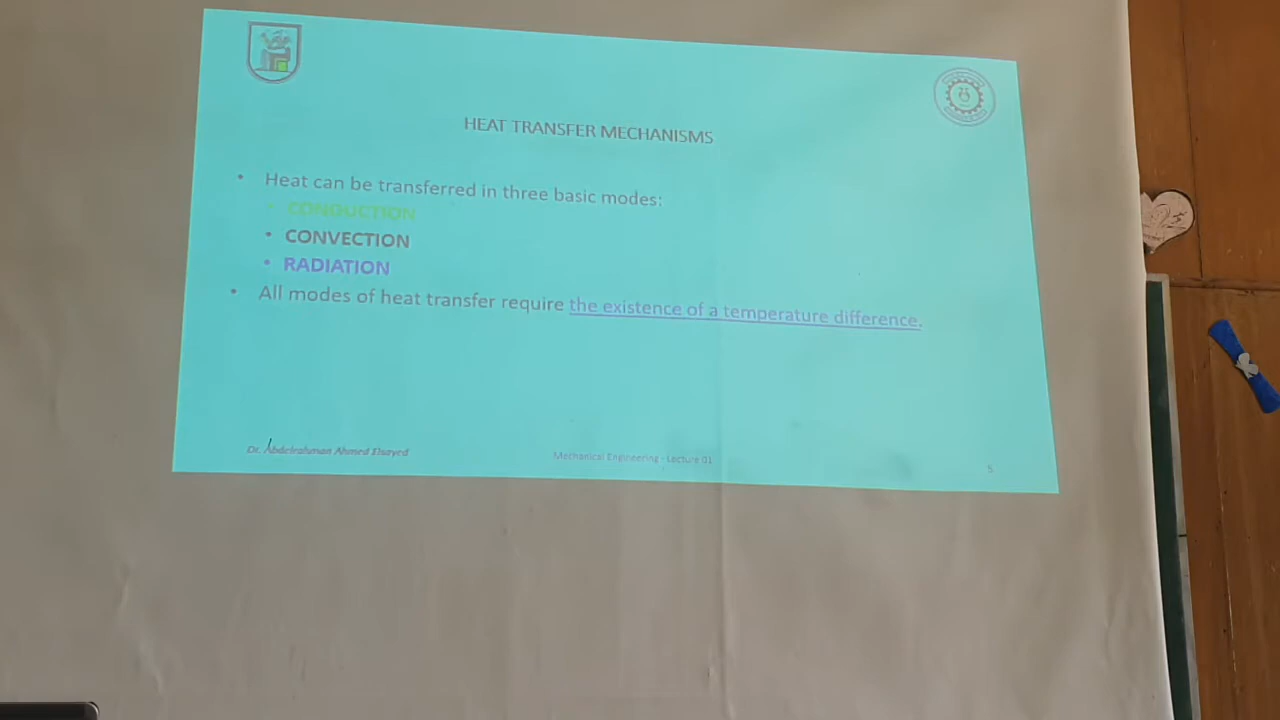 HEAT TRANSFER MECHANISMS
• Heat can be transferred in three basic modes:
• CONDUCTION
• CONVECTION
• RADIATION
• All modes of heat transfer require the existence of a temperature difference.
Dr. Abdelrahman Ahmed Elsayed
Mechanical Engineering - Lecture 01
5